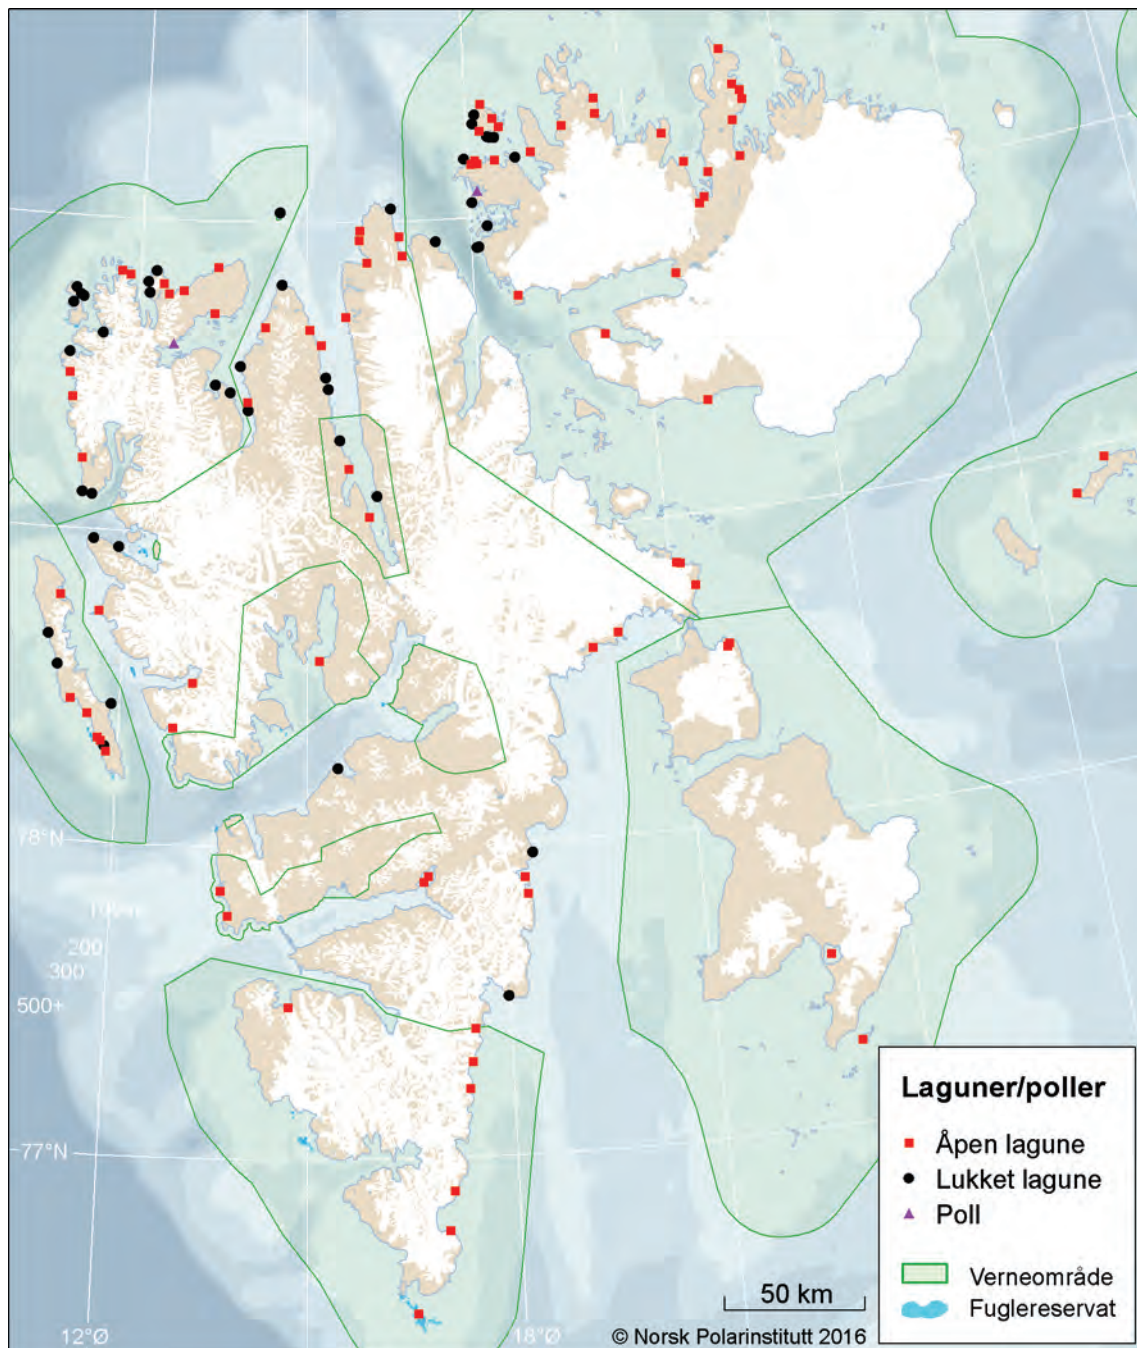 78°N
100m
200
300
500+
77°N
12°Ø
18°Ø
50 km
© Norsk Polarinstitutt 2016
Laguner/poller
Åpen lagune
Lukket lagune
Poll
Verneområde
Fuglereservat